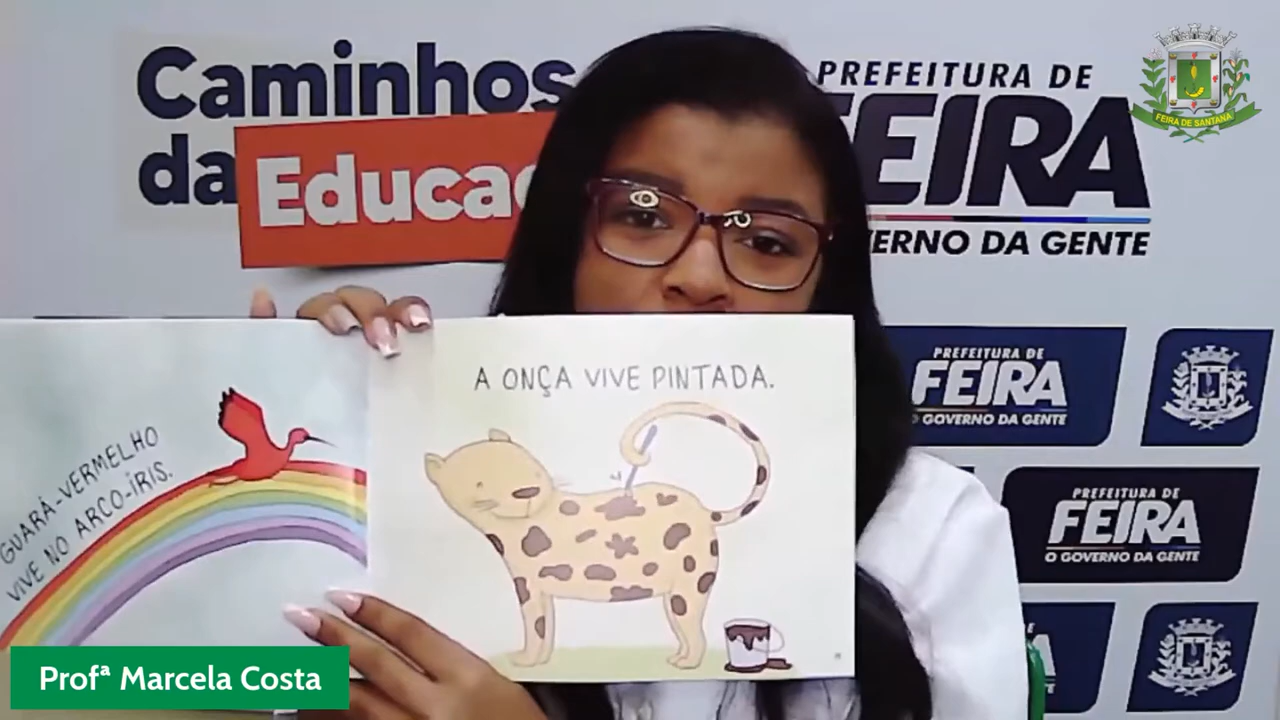 Caminhos
da
Educaç
PREFEITURA DE
FEIRA
ERNO DA GENTE
FEIRA DE SANTANA
GUARÁ-VERMELHO
VIVE NO ARCO-ÍRIS.
A ONÇA VIVE PINTADA.
PREFEITURA DE
FEIRA
O GOVERNO DA GENTE
PREFEITURA DE
FEIRA
O GOVERNO DA GENTE
Profª Marcela Costa